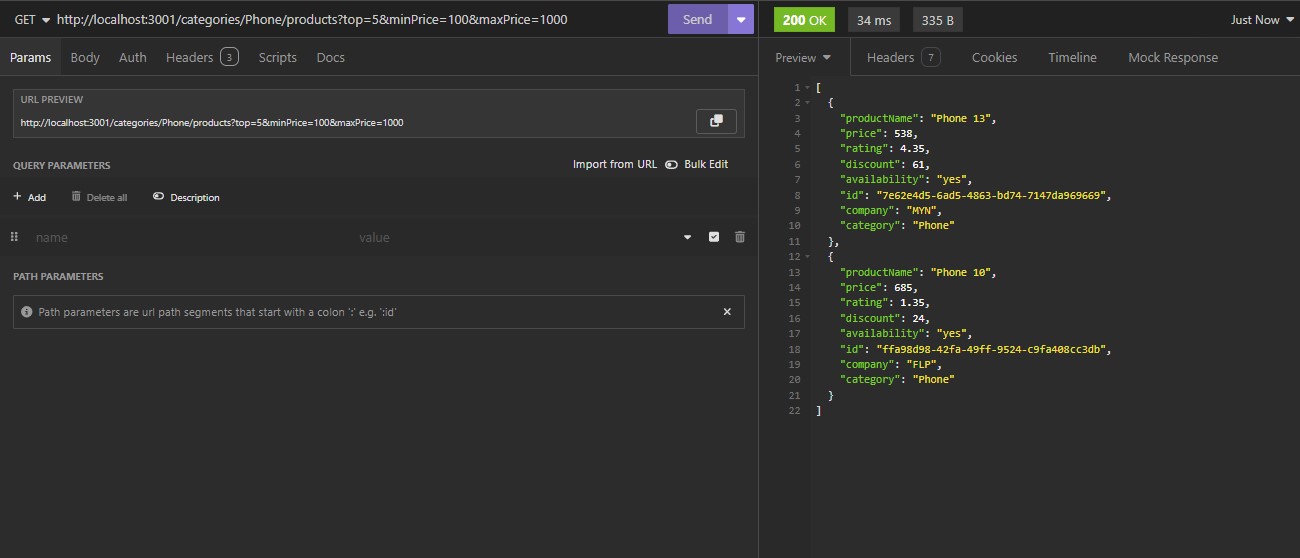 GET http://localhost:3001/categories/Phone/products?top=5&minPrice=100&maxPrice=1000 Send
Params Body Auth Headers 3 Scripts Docs
URL PREVIEW
http://localhost:3001/categories/Phone/products?top=5&minPrice=100&maxPrice=1000
QUERY PARAMETERS Import from URL Bulk Edit
+ Add Delete all Description
name value
PATH PARAMETERS
Path parameters are url path segments that start with a colon ':' e.g. ':id'
200 OK 34 ms 335 B Just Now
Preview Headers 7 Cookies Timeline Mock Response
1 [
2 {
3 "productName": "Phone 13",
4 "price": 538,
5 "rating": 4.35,
6 "discount": 61,
7 "availability": "yes",
8 "id": "7e62e4d5-6ad5-4863-bd74-7147da969669",
9 "company": "MYN",
10 "category": "Phone"
11 },
12 {
13 "productName": "Phone 10",
14 "price": 685,
15 "rating": 1.35,
16 "discount": 24,
17 "availability": "yes",
18 "id": "ffa98d98-42fa-49ff-9524-c9fa408cc3db",
19 "company": "FLP",
20 "category": "Phone"
21 }
22 ]